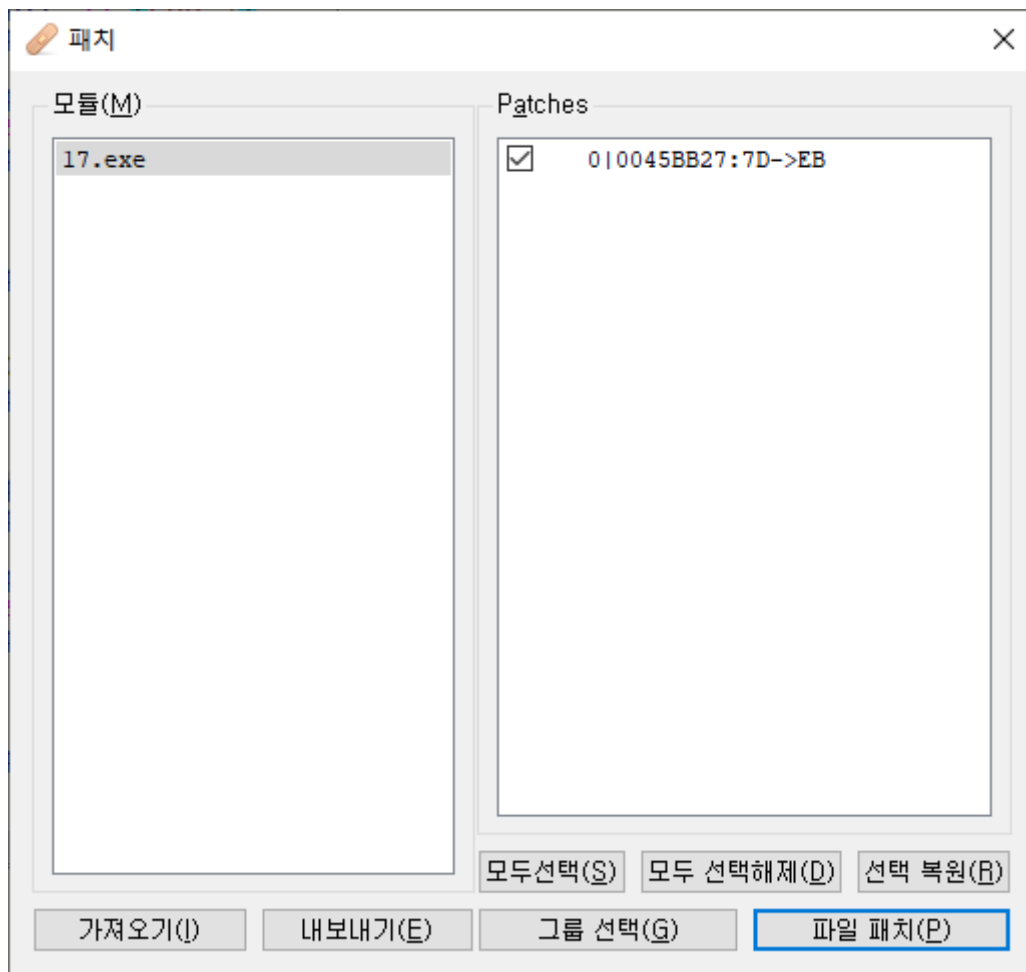 패치
모듈(M)
17.exe
Patches
0|0045BB27:7D->EB
모두선택(S)
모두 선택해제(D)
선택 복원(R)
가져오기(I)
내보내기(E)
그룹 선택(G)
파일 패치(P)